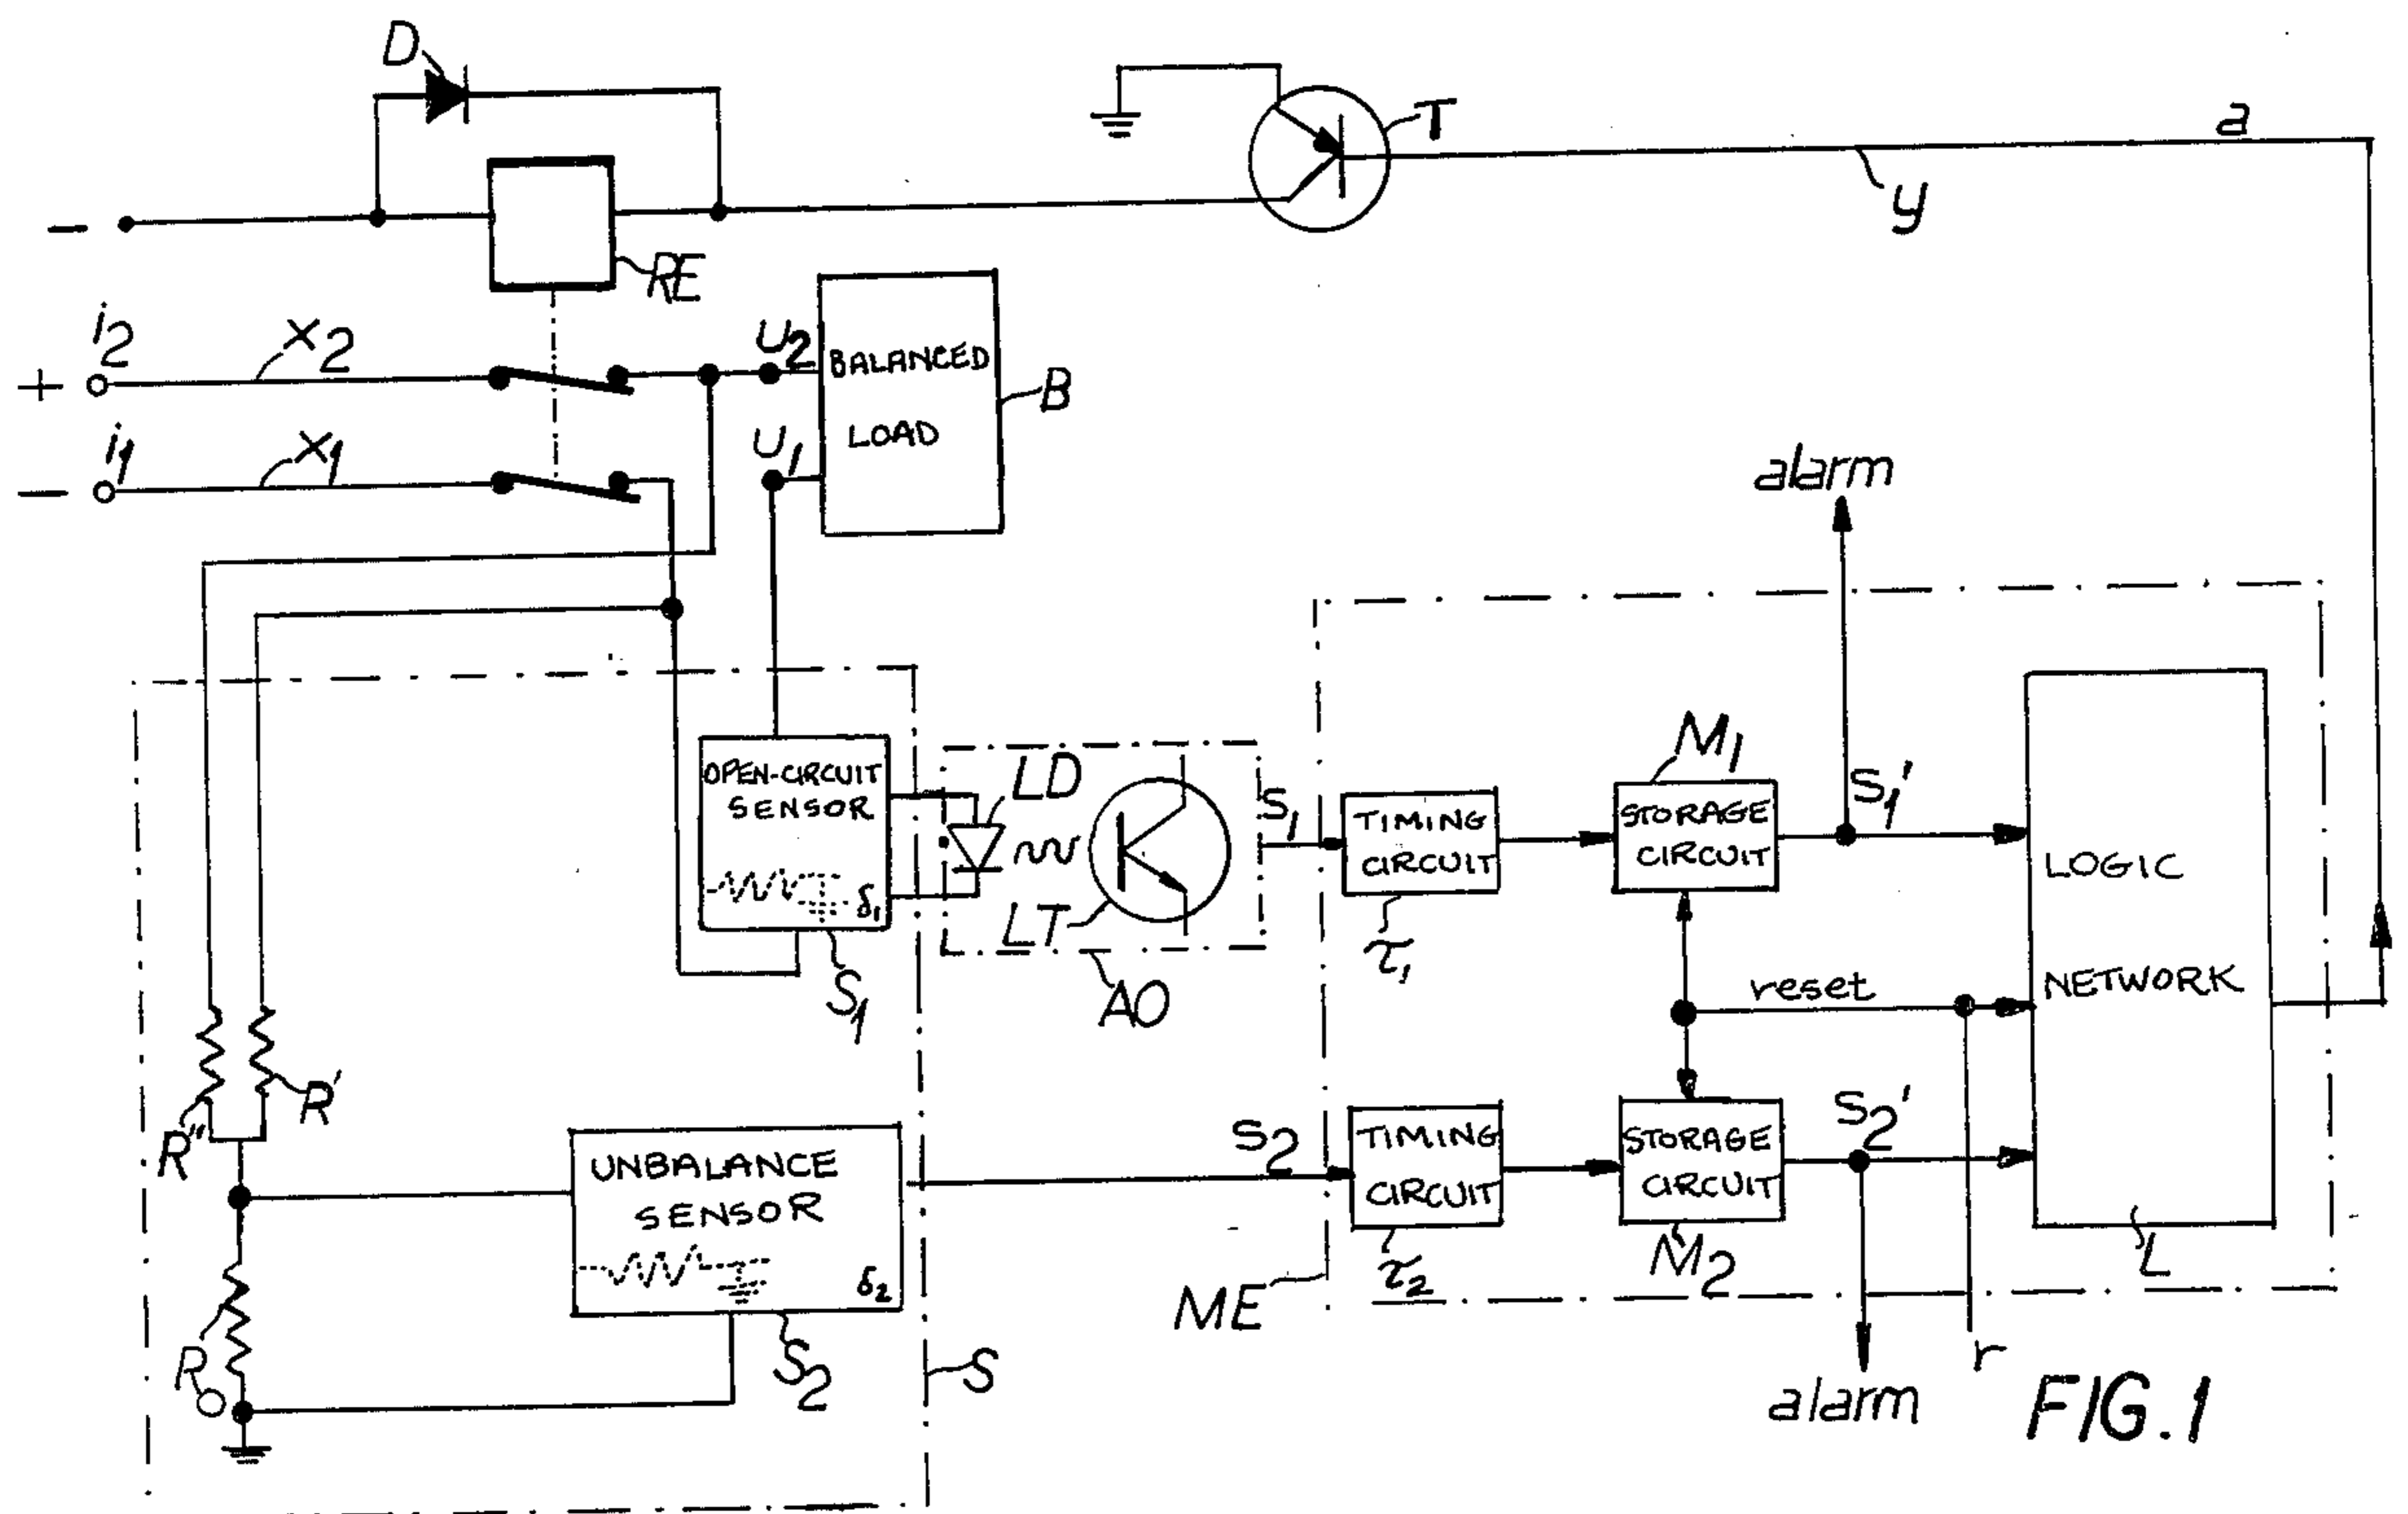 D
T
a
y
−
RE
i2
x2
+
U2
BALANCED
LOAD
B
i1
x1
−
U1
alarm
OPEN-CIRCUIT
SENSOR
δ1
S1
LD
LT
AO
S1
TIMING
CIRCUIT
τ1
M1
STORAGE
CIRCUIT
S1'
LOGIC
NETWORK
L
reset
R"
R'
UNBALANCE
SENSOR
δ2
S2
S2
TIMING
CIRCUIT
τ2
STORAGE
CIRCUIT
M2
S2'
ME
R0
S
r
alarm
FIG.1